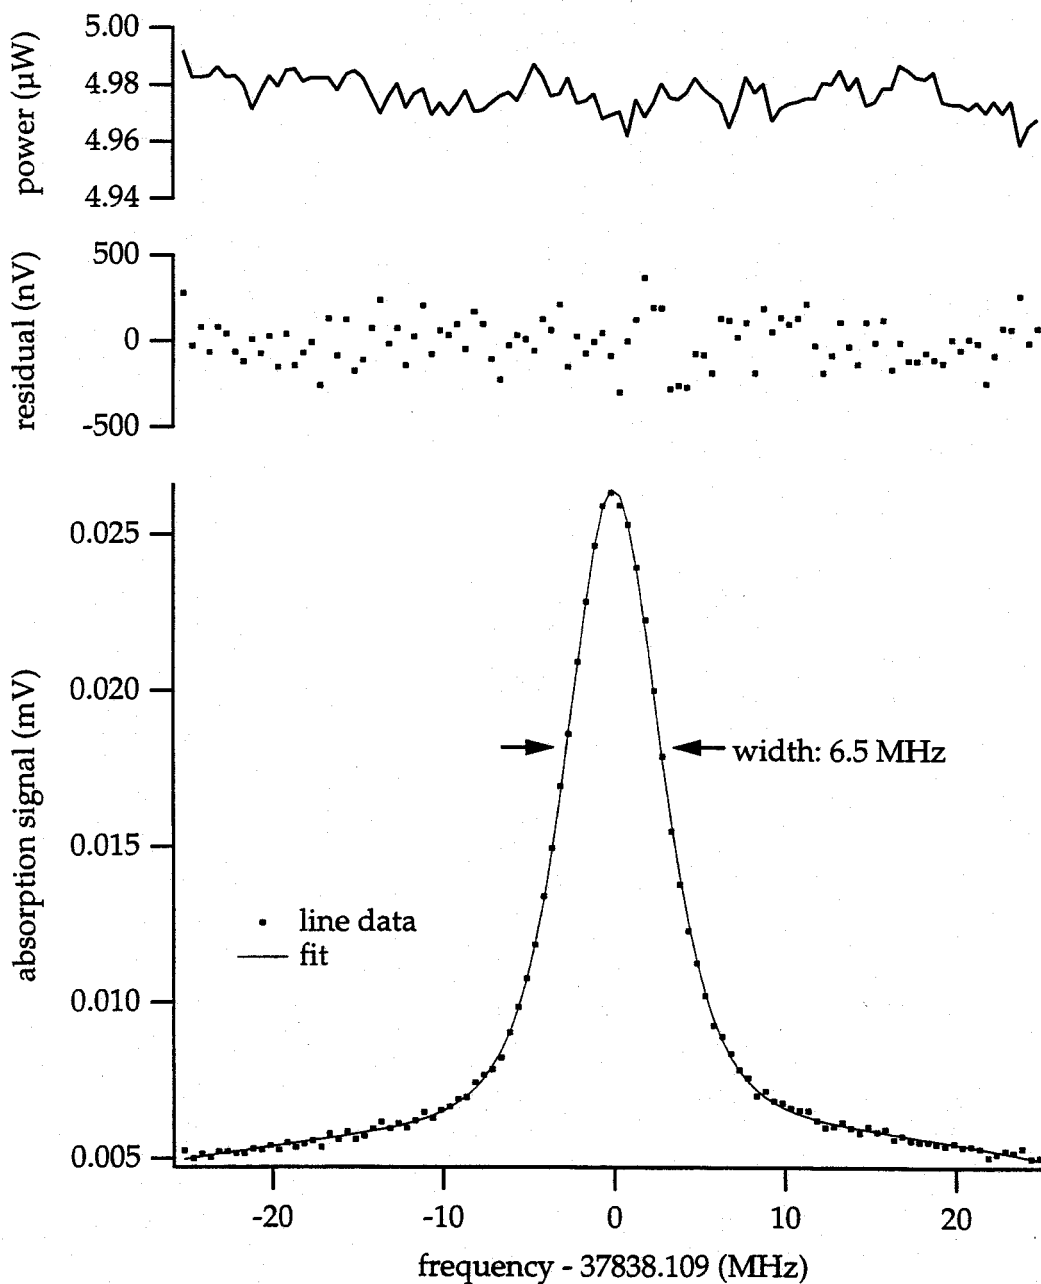 5.00
4.98
4.96
4.94
power (µW)
500
0
-500
residual (nV)
0.025
0.020
0.015
0.010
0.005
absorption signal (mV)
width: 6.5 MHz
line data
fit
-20 -10 0 10 20
frequency - 37838.109 (MHz)